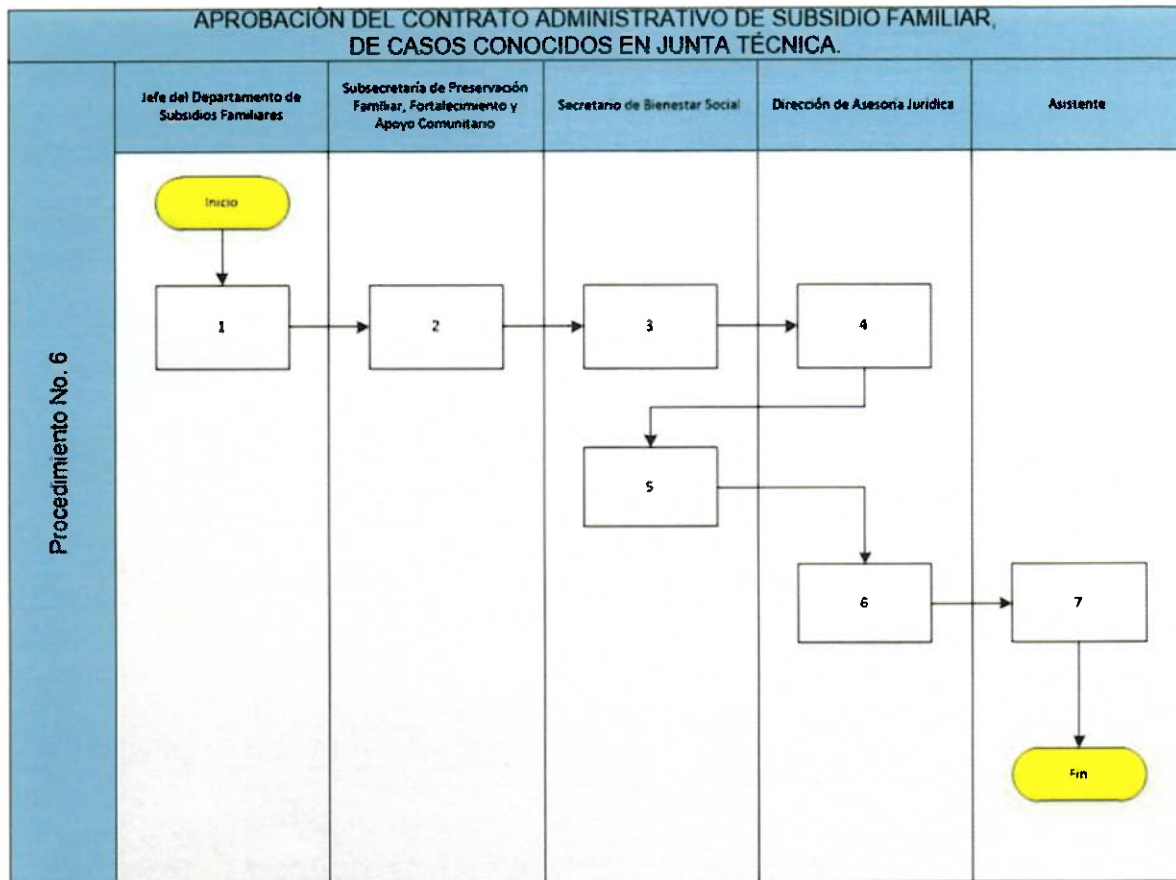 APROBACIÓN DEL CONTRATO ADMINISTRATIVO DE SUBSIDIO FAMILIAR,
DE CASOS CONOCIDOS EN JUNTA TÉCNICA.
Jefe del Departamento de
Subsidios Familiares
Subsecretaría de Preservación
Familiar, Fortalecimiento y
Apoyo Comunitario
Secretario de Bienestar Social
Dirección de Asesoría Jurídica
Asistente
Procedimiento No. 6
Inicio
1
2
3
4
5
6
7
Fin